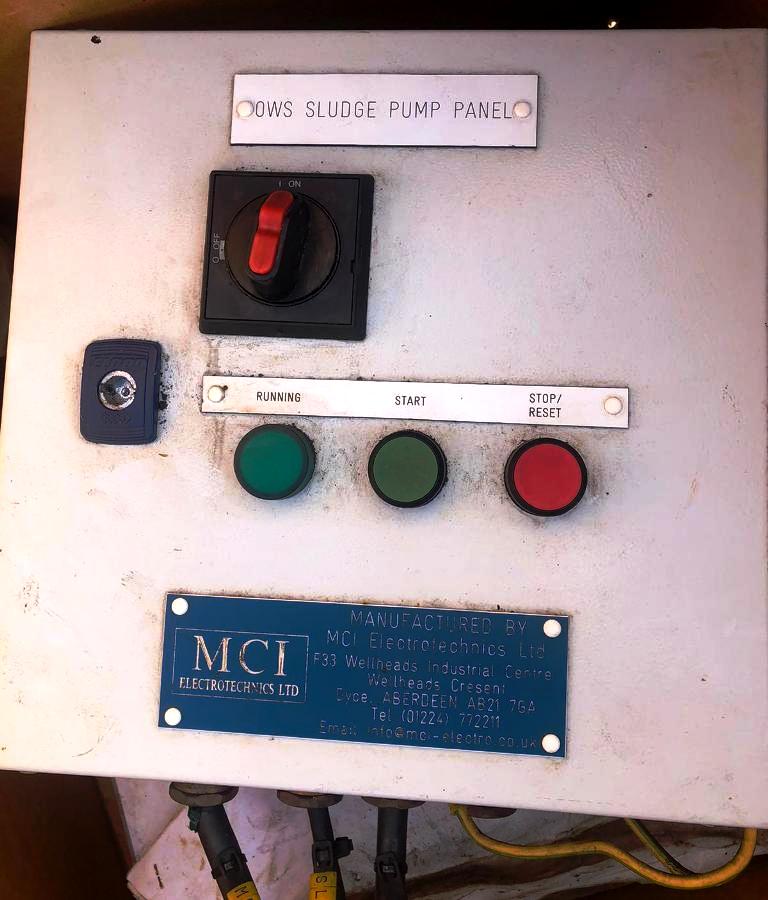 OWS SLUDGE PUMP PANEL
I ON
O OFF
RUNNING
START
STOP/
RESET
MCI
ELECTROTECHNICS LTD
MANUFACTURED BY
MCI Electrotechnics Ltd
F33 Wellheads Industrial Centre
Wellheads Cresent
Dyce, ABERDEEN AB21 7GA
Tel (01224) 772211
Email info@mci-electro.co.uk